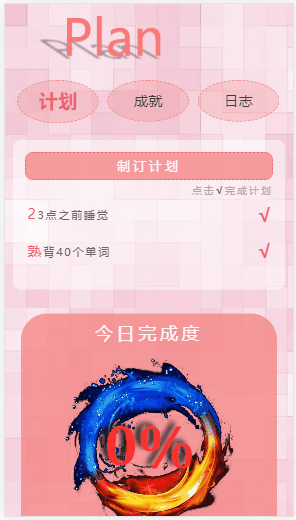 Plan
计划
成就
日志
制订计划
点击√完成计划
23点之前睡觉 √
熟背40个单词 √
今日完成度
0%